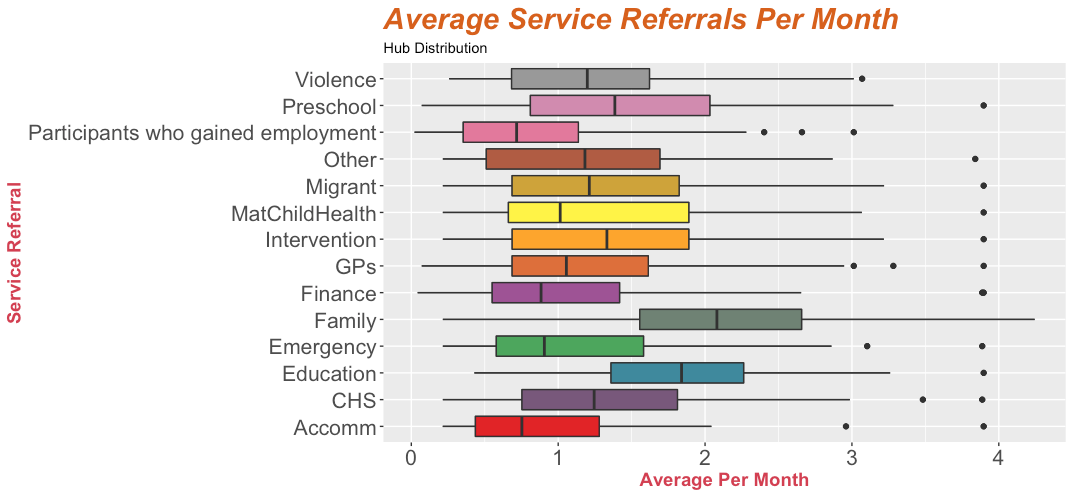 Average Service Referrals Per Month
Hub Distribution
Service Referral
Violence
Preschool
Participants who gained employment
Other
Migrant
MatChildHealth
Intervention
GPs
Finance
Family
Emergency
Education
CHS
Accomm
0 1 2 3 4
Average Per Month